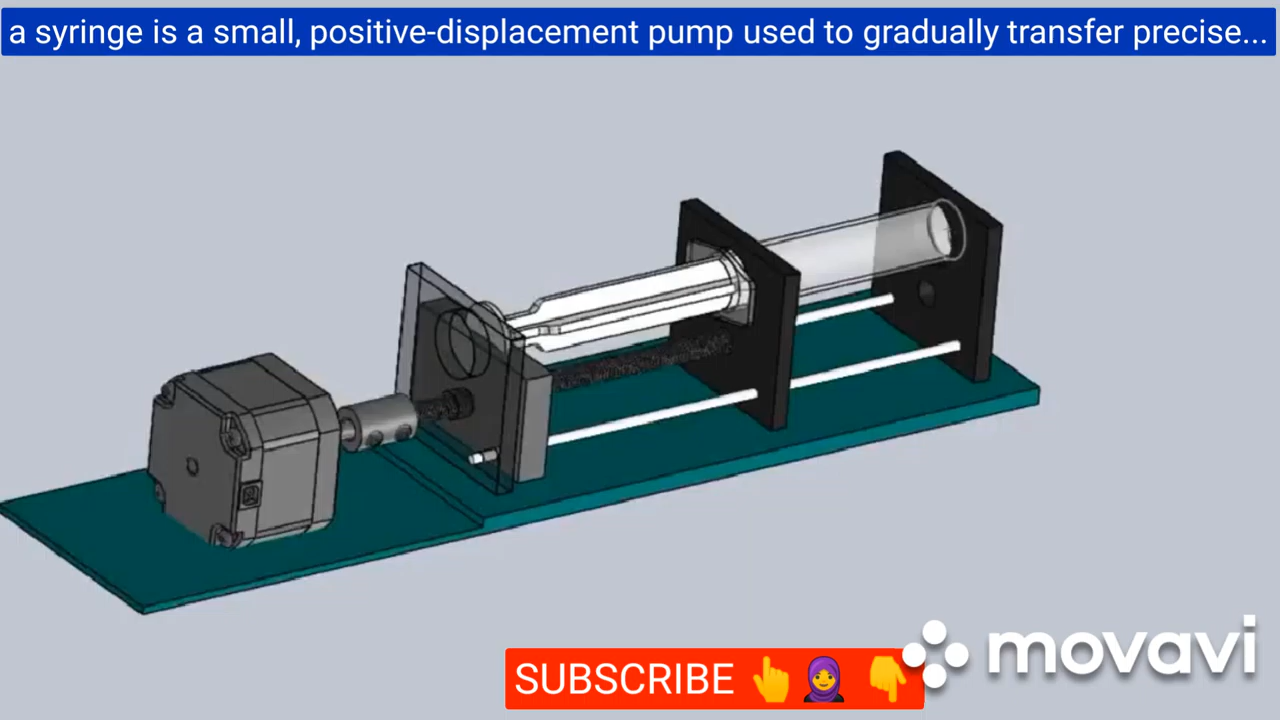 a syringe is a small, positive-displacement pump used to gradually transfer precise...
SUBSCRIBE 👆🧕👇
movavi